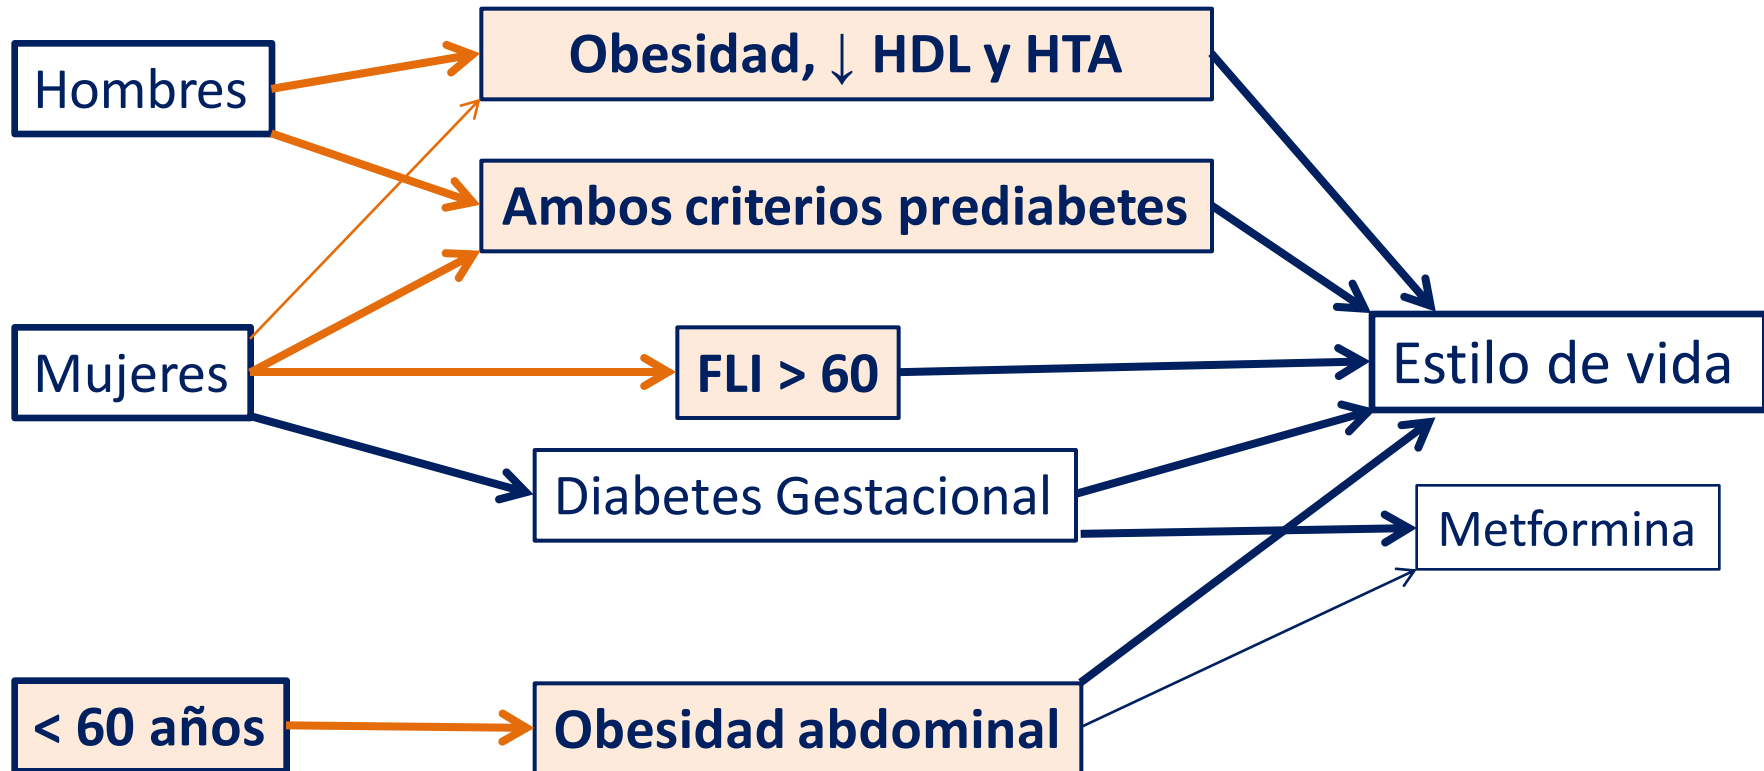 Obesidad, ↓ HDL y HTA
Hombres
Ambos criterios prediabetes
Mujeres
FLI > 60
Estilo de vida
Diabetes Gestacional
Metformina
< 60 años
Obesidad abdominal